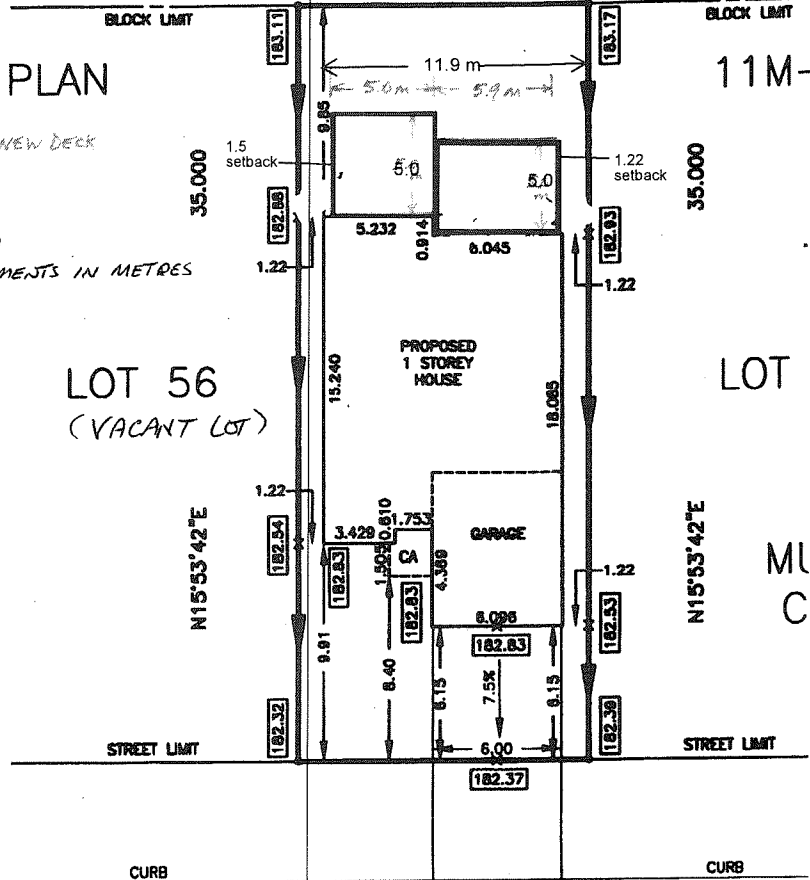 BLOCK LIMIT
183.11
183.17
BLOCK LIMIT
PLAN
11.9 m
11M-
5.0m
5.9m
NEW DECK
9.85
1.5
setback
5.0
5.0
1.22
setback
35.000
35.000
182.88
182.93
5.232
0.914
6.045
MENTS IN METRES
1.22
1.22
PROPOSED
1 STOREY
HOUSE
LOT 56
(VACANT LOT)
LOT
15.240
18.085
1.22
3.429
0.610
1.753
GARAGE
N15°53'42"E
N15°53'42"E
182.54
182.83
1.505
CA
4.369
1.22
MU
C
182.83
6.096
182.83
182.53
9.91
8.40
6.15
7.5%
6.15
182.32
182.39
STREET LIMIT
6.00
STREET LIMIT
182.37
CURB
CURB